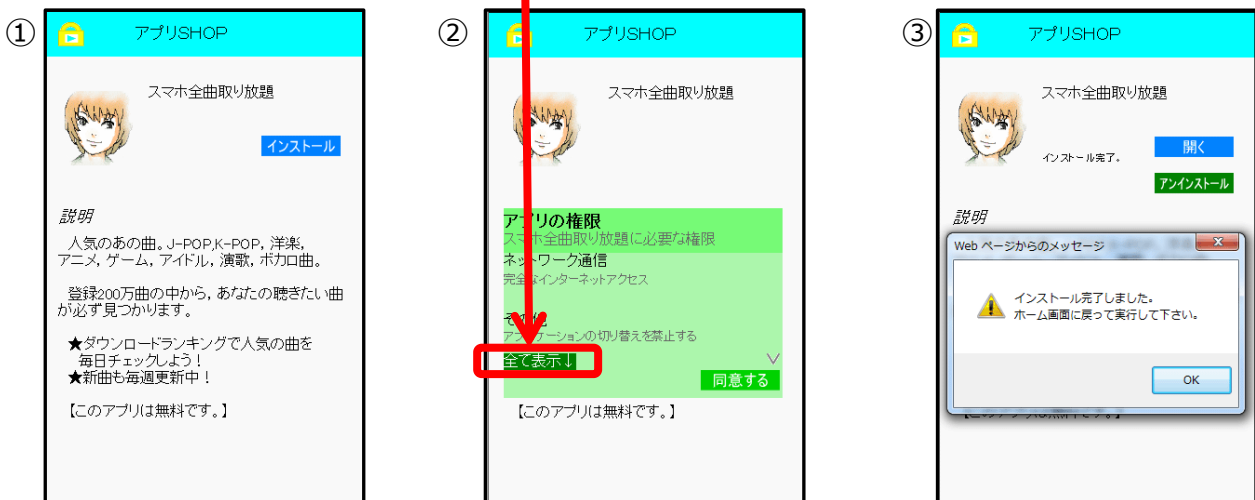 ①
アプリSHOP
スマホ全曲取り放題
インストール
説明
人気のあの曲。J-POP,K-POP, 洋楽,
アニメ, ゲーム, アイドル, 演歌, ボカロ曲。
登録200万曲の中から, あなたの聴きたい曲
が必ず見つかります。
★ダウンロードランキングで人気の曲を
毎日チェックしよう！
★新曲も毎週更新中！
【このアプリは無料です。】
②
アプリSHOP
スマホ全曲取り放題
アプリの権限
スマホ全曲取り放題に必要な権限
ネットワーク通信
完全なインターネットアクセス
その他
アプリケーションの切り替えを禁止する
全て表示↓
同意する
【このアプリは無料です。】
③
アプリSHOP
スマホ全曲取り放題
インストール完了。
開く
アンインストール
説明
Web ページからのメッセージ
インストール完了しました。
ホーム画面に戻って実行して下さい。
OK
【このアプリは無料です。】